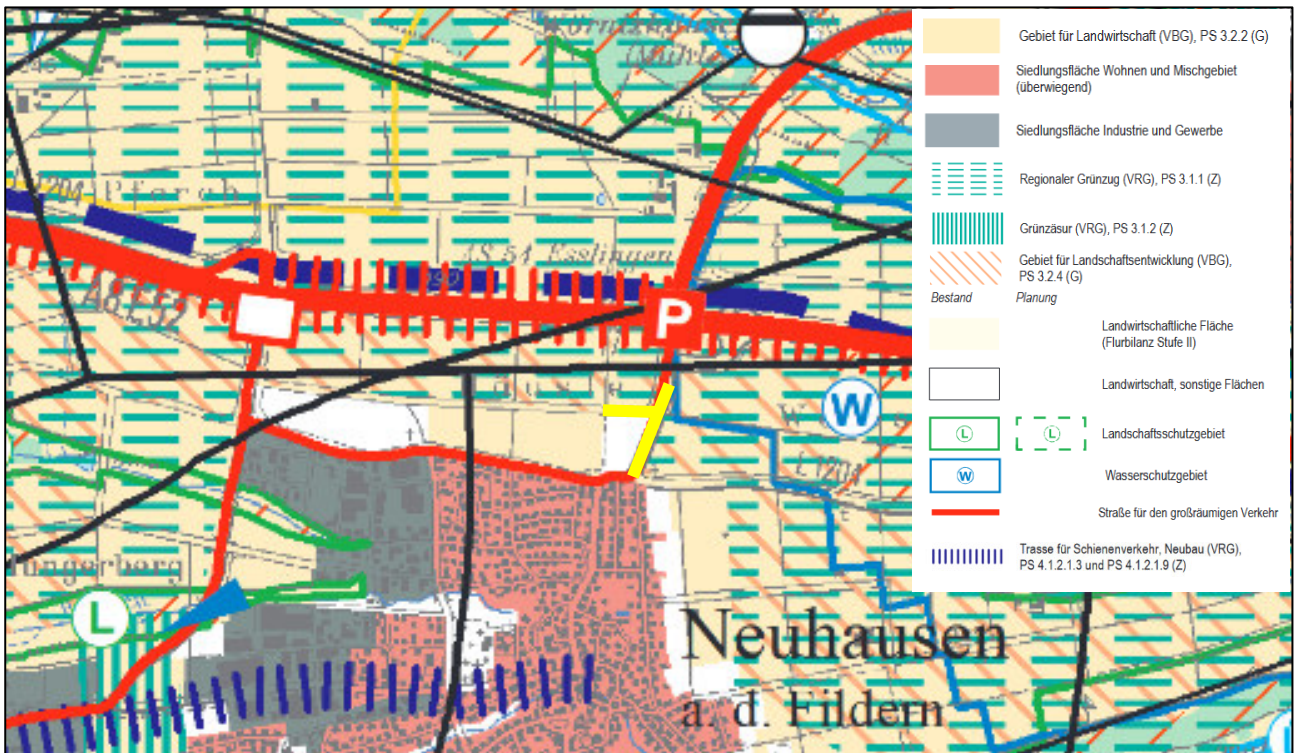 Gebiet für Landwirtschaft (VBG), PS 3.2.2 (G)
Siedlungsfläche Wohnen und Mischgebiet
(überwiegend)
Siedlungsfläche Industrie und Gewerbe
Regionaler Grünzug (VRG), PS 3.1.1 (Z)
Grünzäsur (VRG), PS 3.1.2 (Z)
Gebiet für Landschaftsentwicklung (VBG),
PS 3.2.4 (G)
Bestand Planung
Landwirtschaftliche Fläche
(Flurbilanz Stufe II)
Landwirtschaft, sonstige Flächen
L L Landschaftsschutzgebiet
W Wasserschutzgebiet
Straße für den großräumigen Verkehr
Trasse für Schienenverkehr, Neubau (VRG),
PS 4.1.2.1.3 und PS 4.1.2.1.9 (Z)
AS 54 Esslingen
A8.E52
P
W
L
Neuhausen
a. d. Fildern